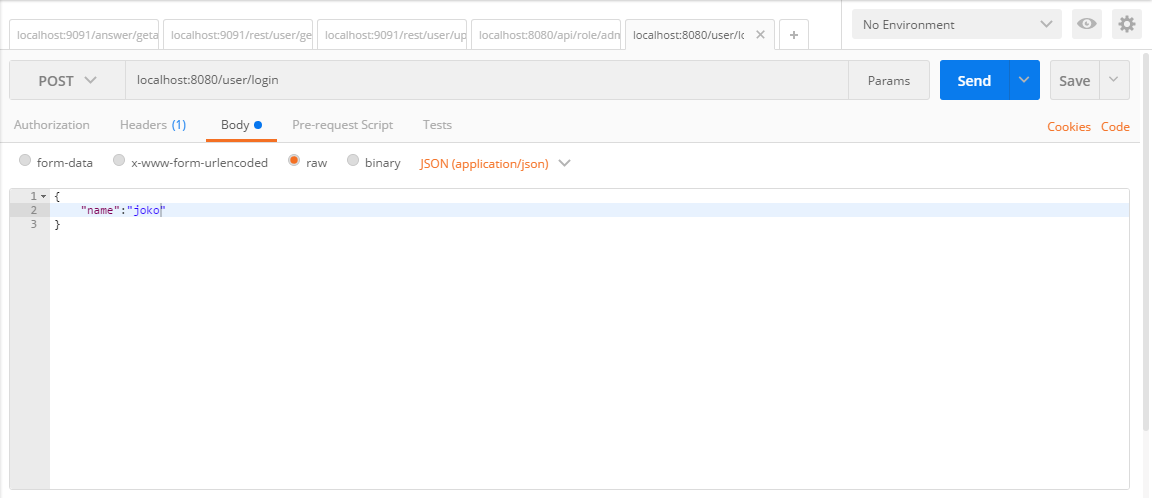 localhost:9091/answer/geta localhost:9091/rest/user/ge localhost:9091/rest/user/up localhost:8080/api/role/adn localhost:8080/user/lo × + No Environment
POST localhost:8080/user/login Params Send Save
Authorization Headers (1) Body Pre-request Script Tests Cookies Code
form-data x-www-form-urlencoded raw binary JSON (application/json)
1 {
2 "name":"joko"
3 }